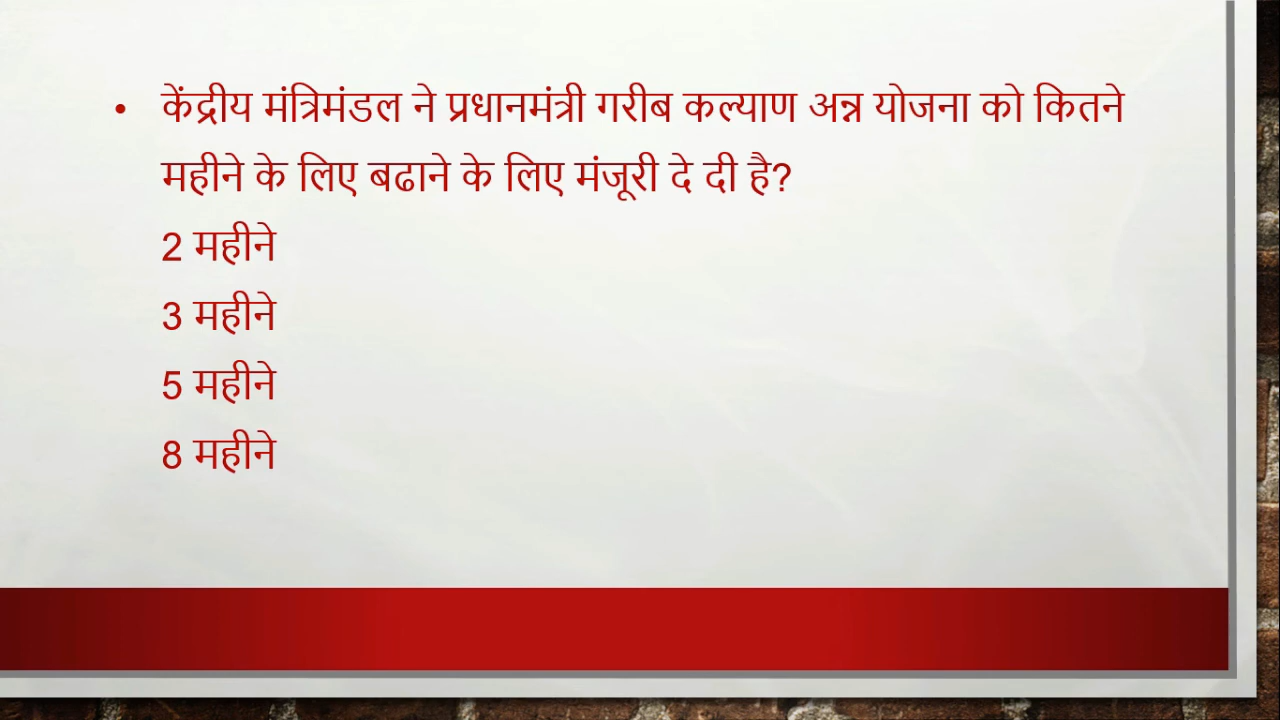 • केंद्रीय मंत्रिमंडल ने प्रधानमंत्री गरीब कल्याण अन्न योजना को कितने
महीने के लिए बढाने के लिए मंजूरी दे दी है?
2 महीने
3 महीने
5 महीने
8 महीने